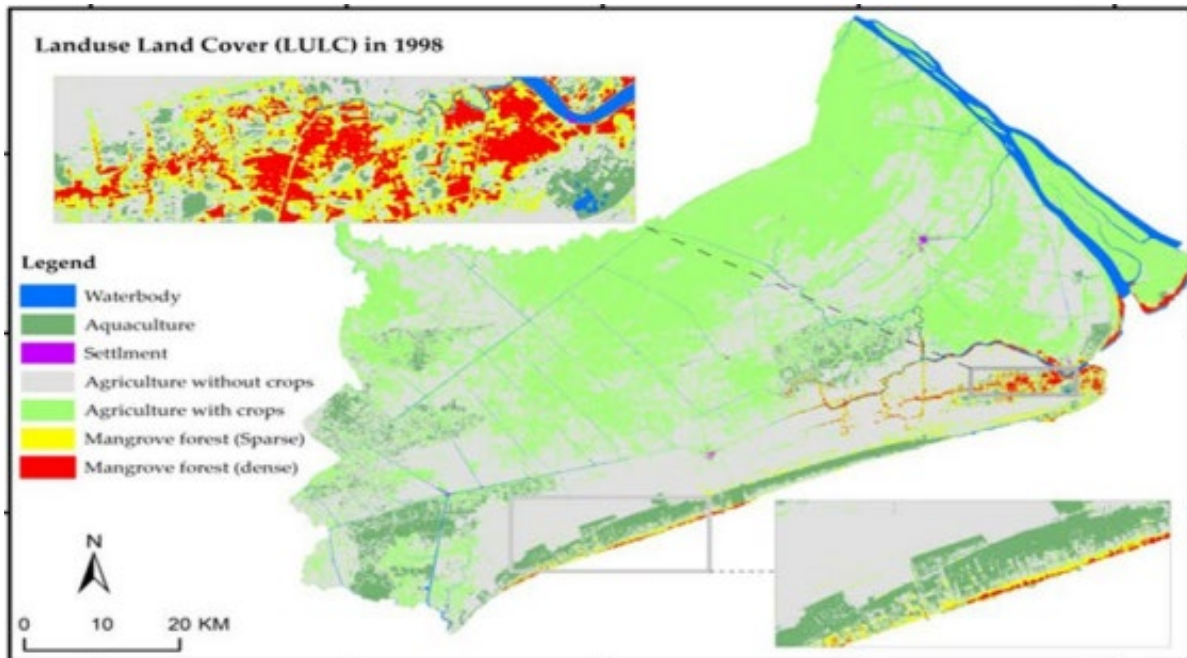 Landuse Land Cover (LULC) in 1998
Legend
Waterbody
Aquaculture
Settlment
Agriculture without crops
Agriculture with crops
Mangrove forest (Sparse)
Mangrove forest (dense)
N
0 10 20 KM